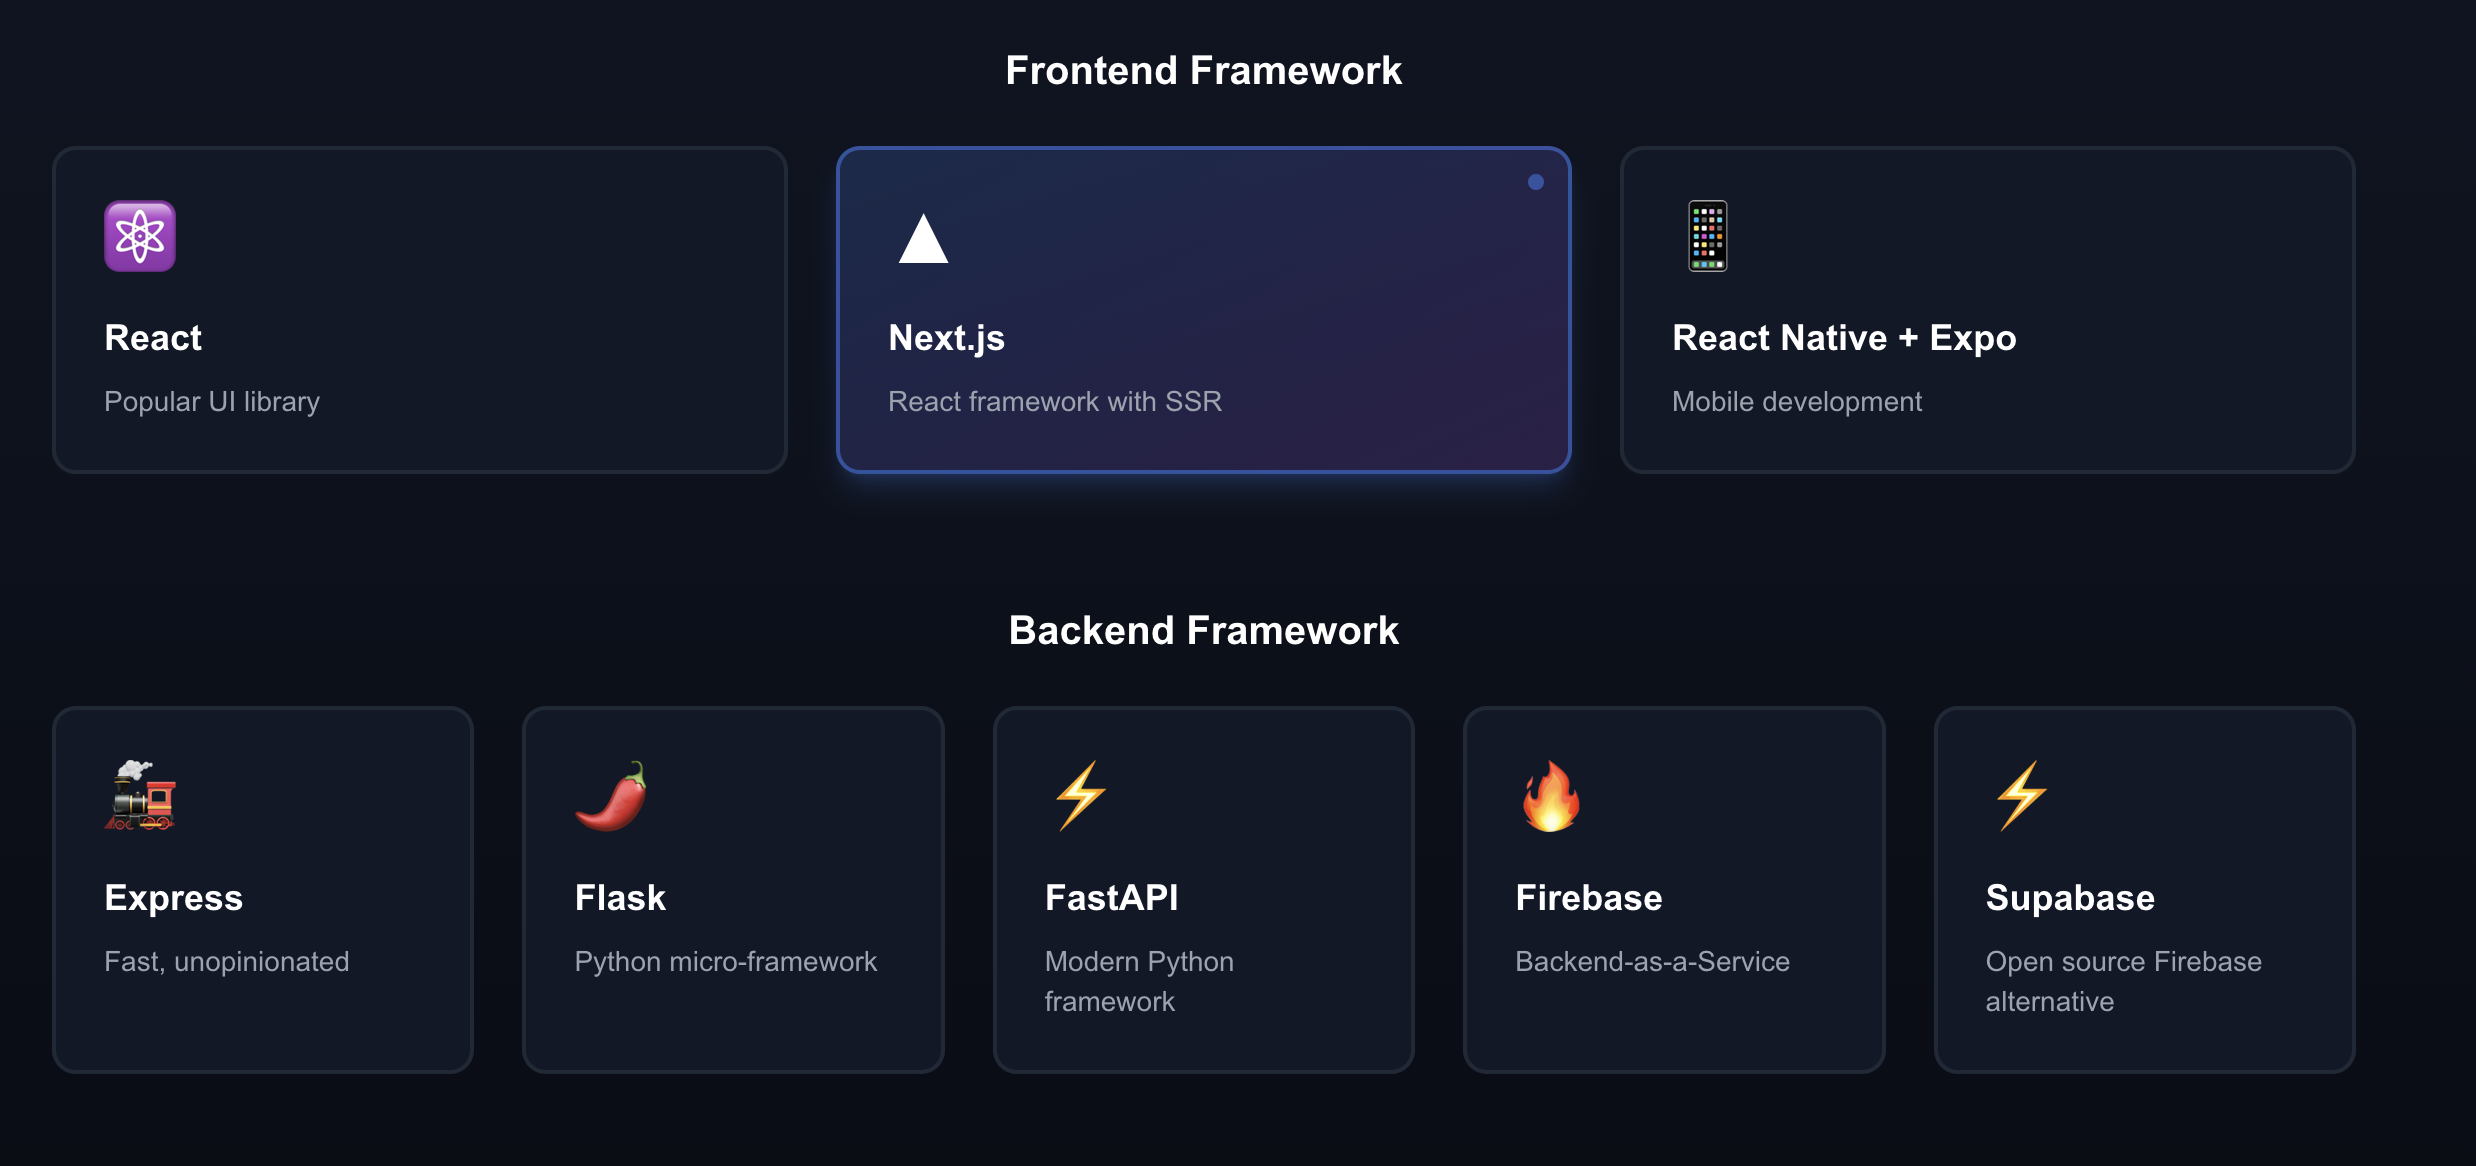 Frontend Framework
React
Popular UI library
Next.js
React framework with SSR
React Native + Expo
Mobile development
Backend Framework
Express
Fast, unopinionated
Flask
Python micro-framework
FastAPI
Modern Python
framework
Firebase
Backend-as-a-Service
Supabase
Open source Firebase
alternative